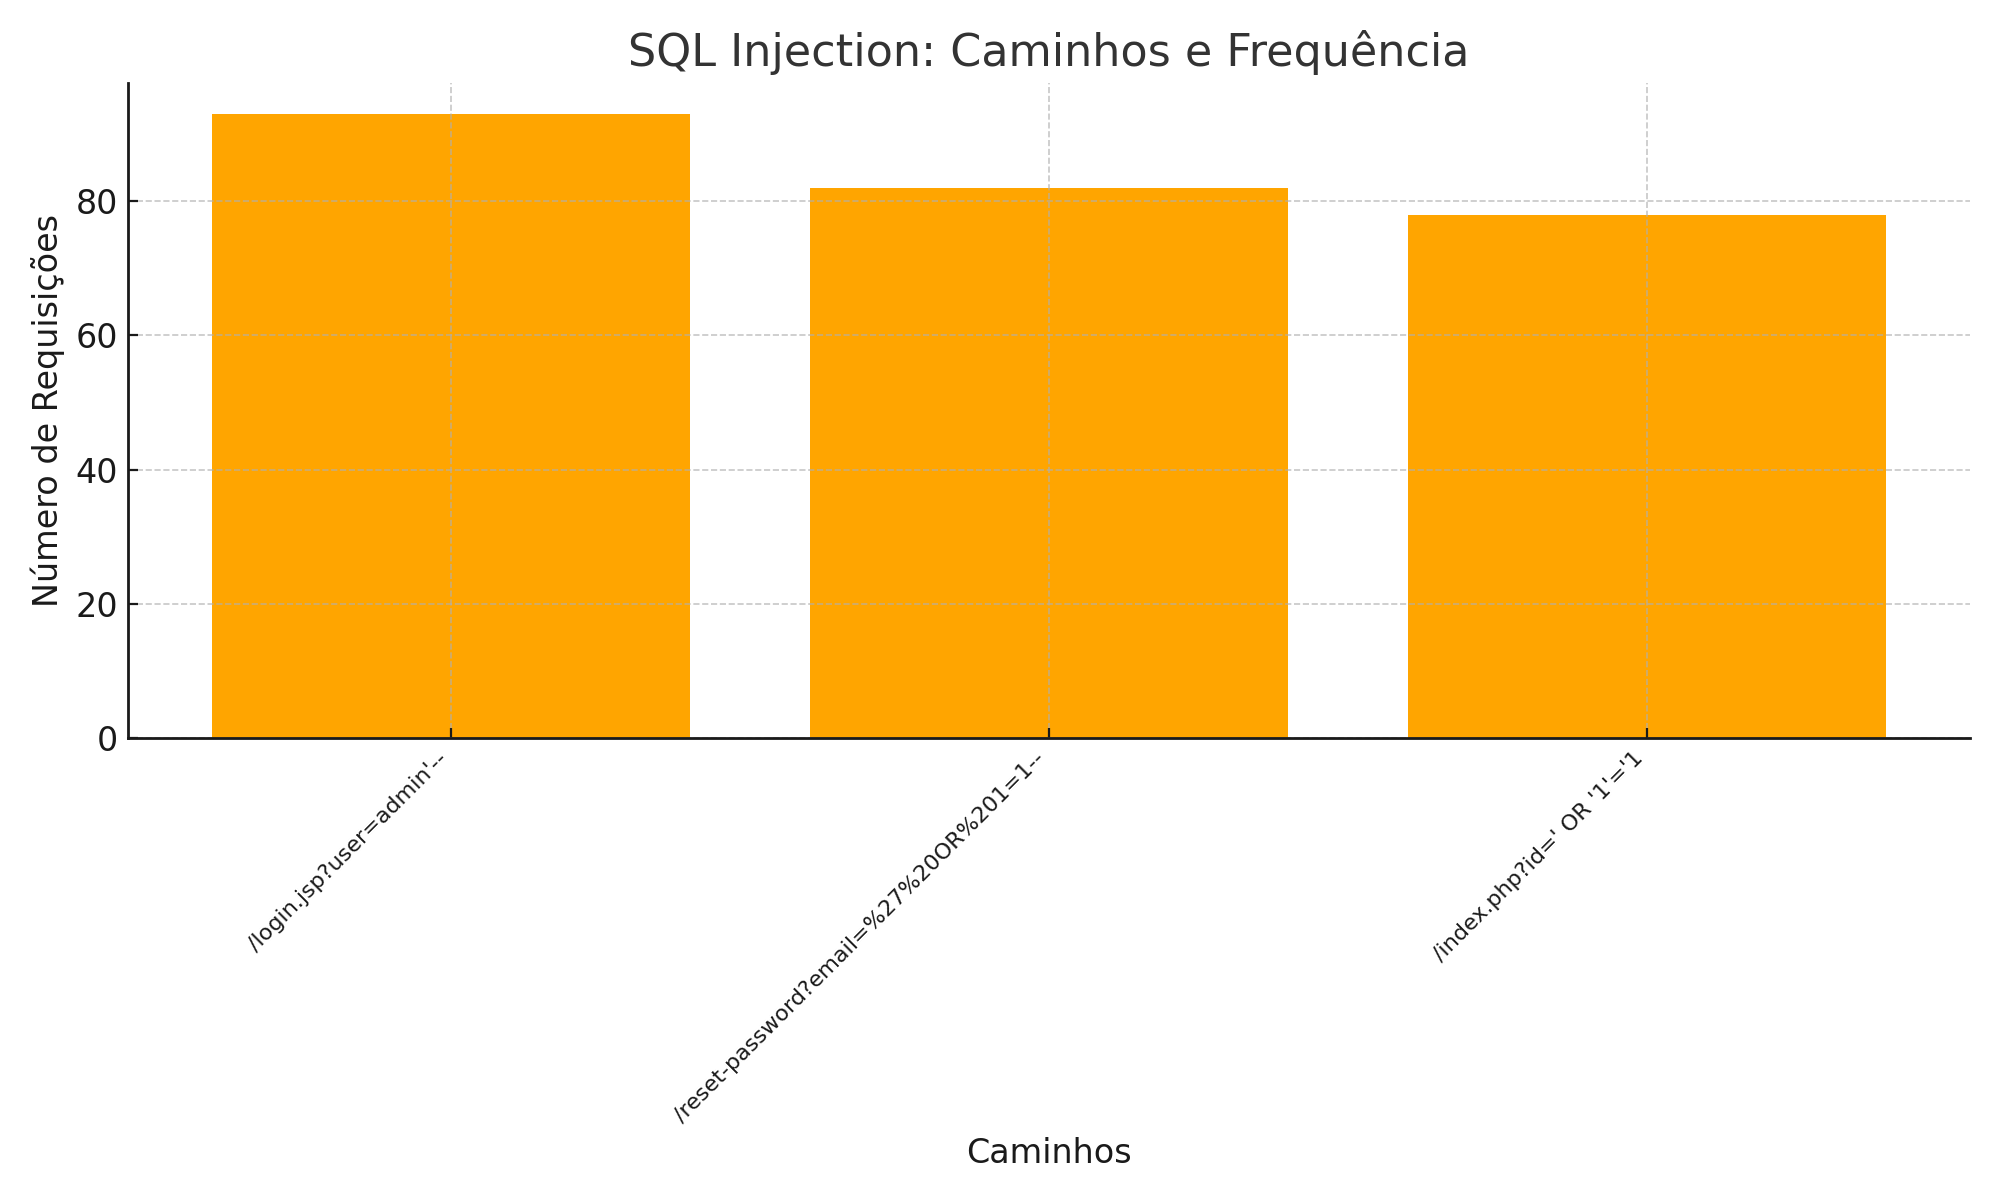 SQL Injection: Caminhos e Frequência
Número de Requisições
80
60
40
20
0
/login.jsp?user=admin'--
/reset-password?email=%27%20OR%201=1--
/index.php?id=' OR '1'='1
Caminhos